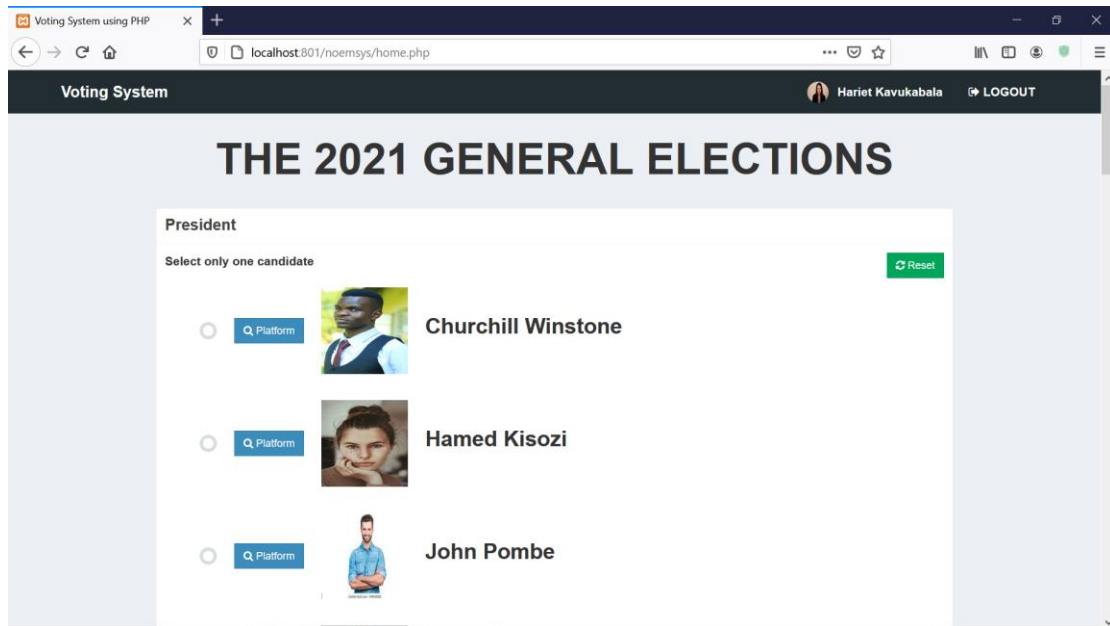 Voting System using PHP
localhost:801/noemsys/home.php
Voting System
Hariet Kavukabala
LOGOUT
THE 2021 GENERAL ELECTIONS
President
Select only one candidate
Reset
Platform
Churchill Winstone
Platform
Hamed Kisozi
Platform
John Pombe